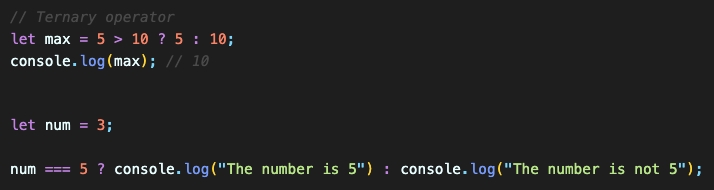 // Ternary operator
let max = 5 > 10 ? 5 : 10;
console.log(max); // 10
let num = 3;
num === 5 ? console.log("The number is 5") : console.log("The number is not 5");